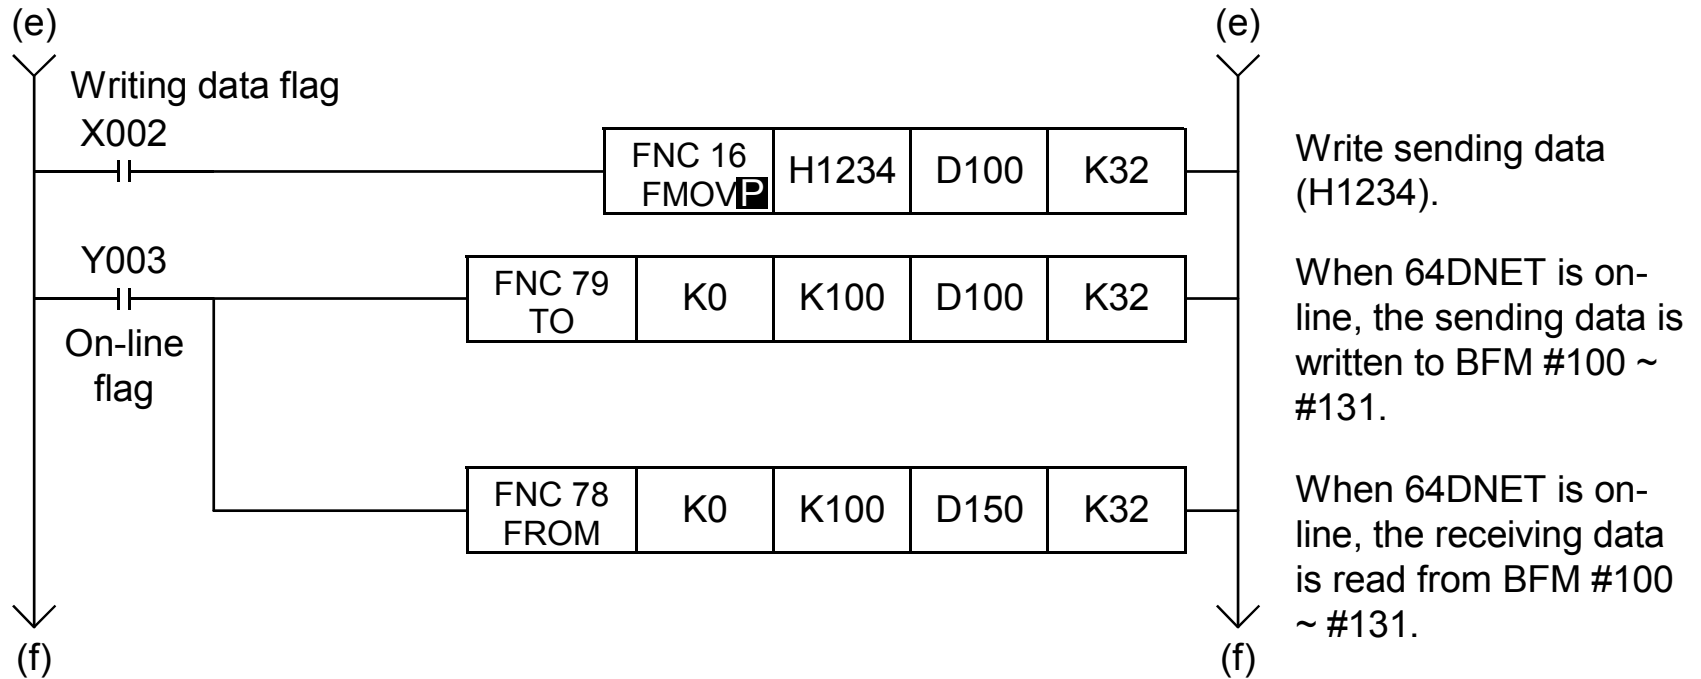 (e) (e)
Writing data flag
X002
FNC 16
FMOVP H1234 D100 K32
Write sending data
(H1234).
Y003
On-line
flag
FNC 79
TO K0 K100 D100 K32
When 64DNET is on-
line, the sending data is
written to BFM #100 ~
#131.
FNC 78
FROM K0 K100 D150 K32
When 64DNET is on-
line, the receiving data
is read from BFM #100
~ #131.
(f) (f)